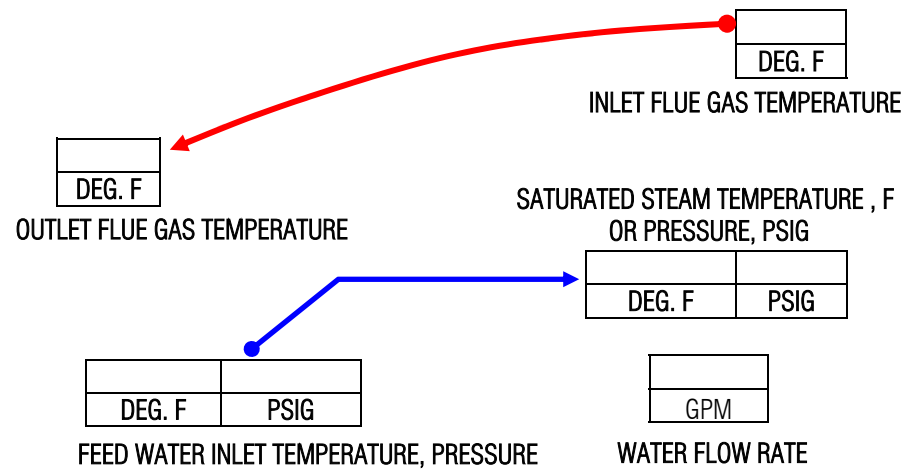 DEG. F
INLET FLUE GAS TEMPERATURE
DEG. F
OUTLET FLUE GAS TEMPERATURE
SATURATED STEAM TEMPERATURE , F
OR PRESSURE, PSIG
DEG. F PSIG
DEG. F PSIG
FEED WATER INLET TEMPERATURE, PRESSURE
GPM
WATER FLOW RATE